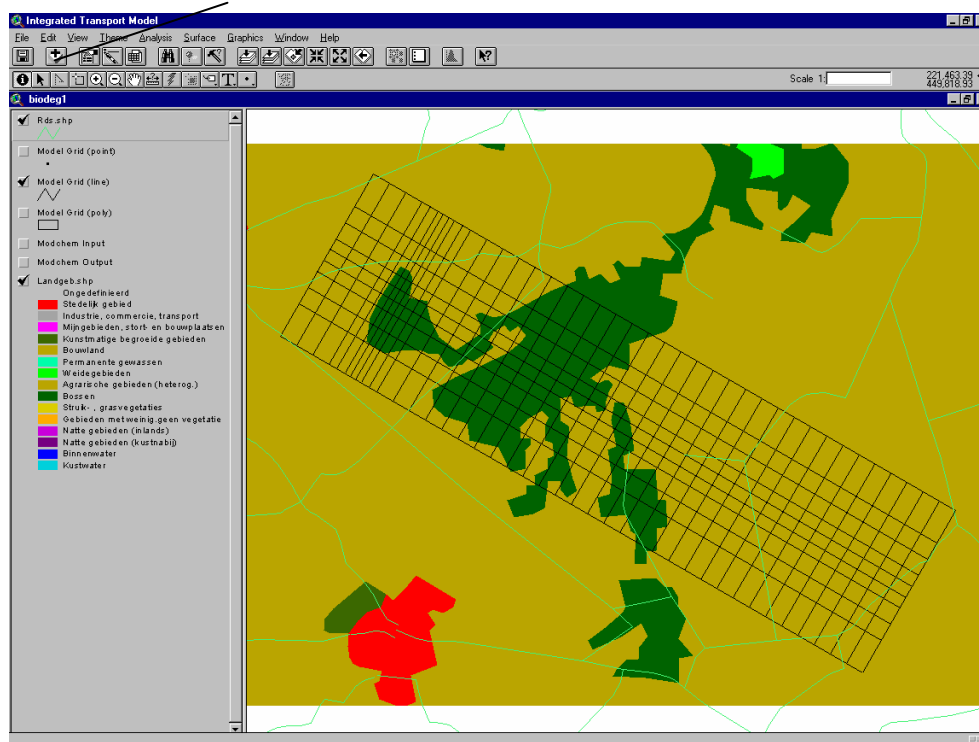 Integrated Transport Model
File Edit View Theme Analysis Surface Graphics Window Help
Scale 1:
221,463.39
449,818.93
biodeg1
Rds.shp
Model Grid (point)
Model Grid (line)
Model Grid (poly)
Modchem Input
Modchem Output
Landgeb.shp
Ongedefinieerd
Stedelijk gebied
Industrie, commercie, transport
Mijngebieden, stort- en bouwplaatsen
Kunstmatige begroeide gebieden
Bouwland
Permanente gewassen
Weidegebieden
Agrarische gebieden (heterog.)
Bossen
Struik- , grasvegetaties
Gebieden met weinig.geen vegetatie
Natte gebieden (inlands)
Natte gebieden (kustnabij)
Binnenwater
Kustwater